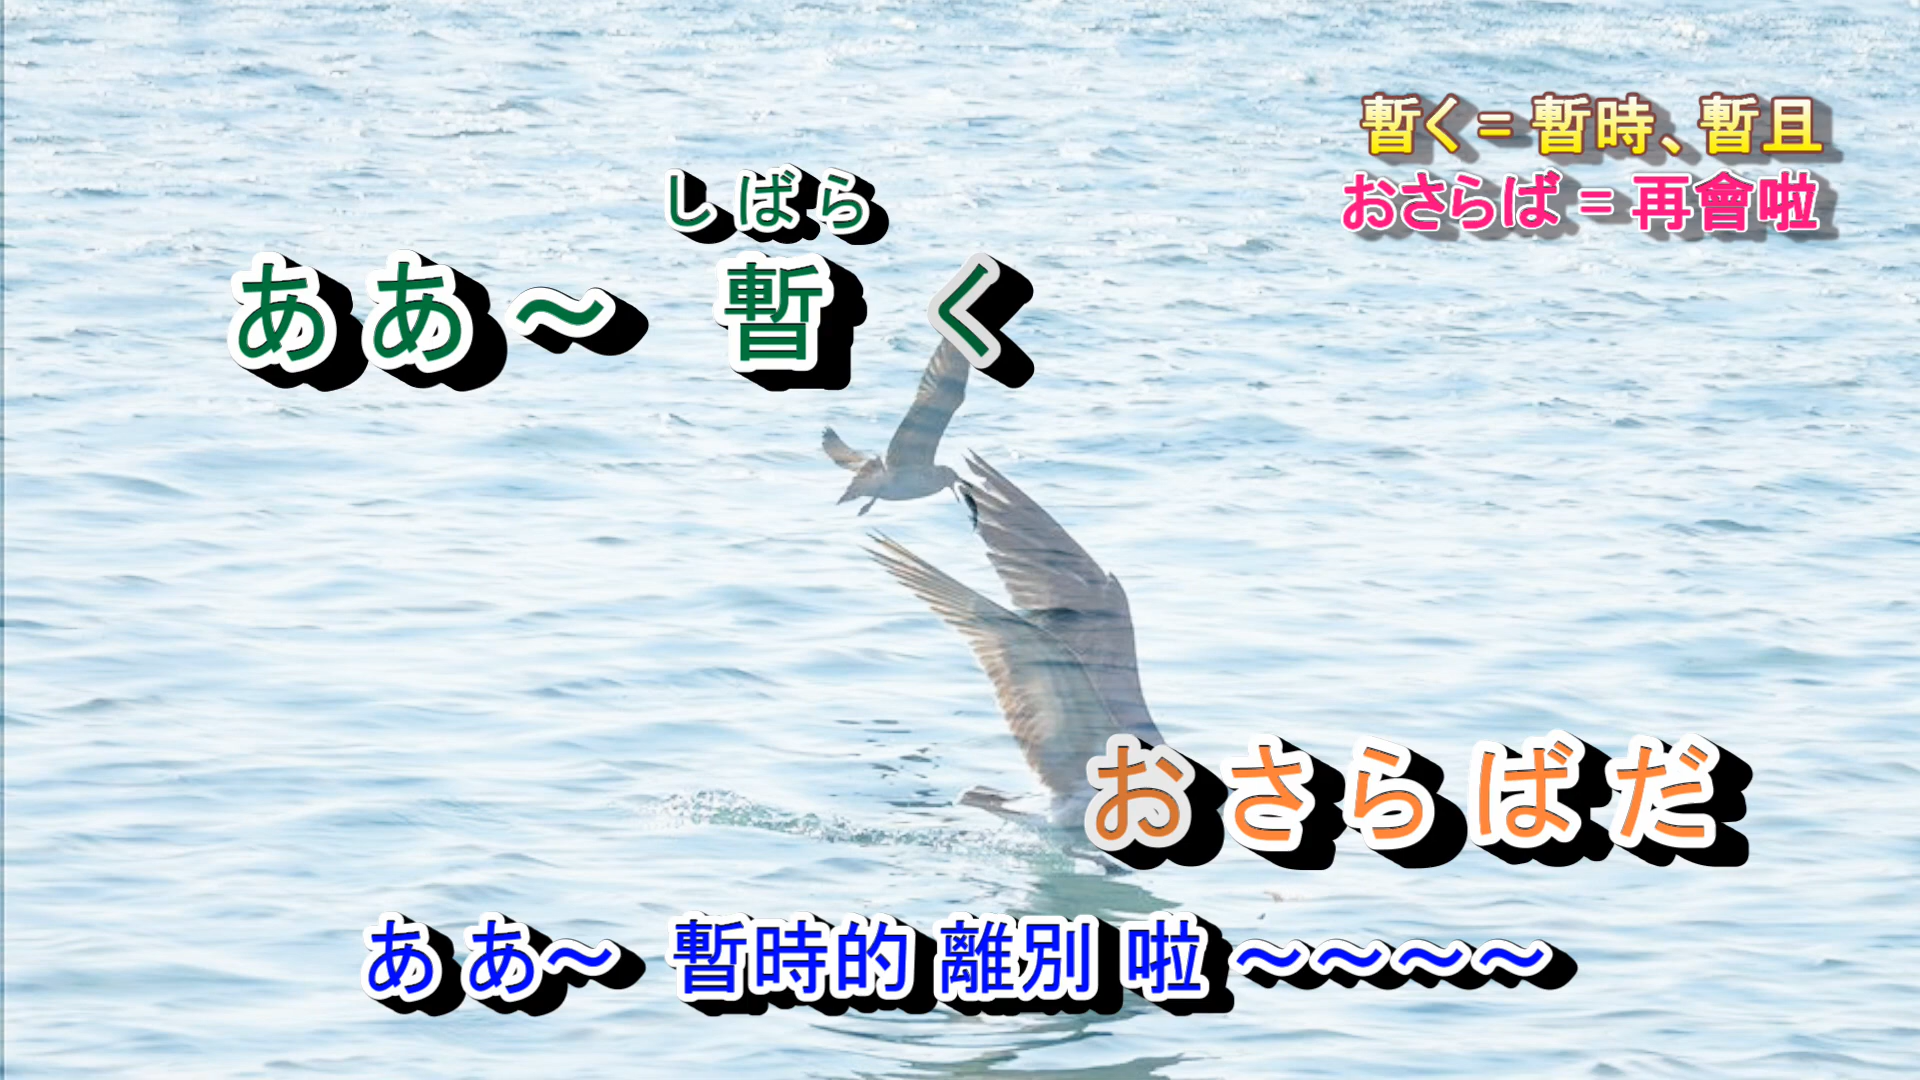 暫く=暫時、暫且
おさらば=再會啦
しばら
ああ～ 暫く
おさらばだ
ああ～ 暫時的 離別 啦 ～～～～